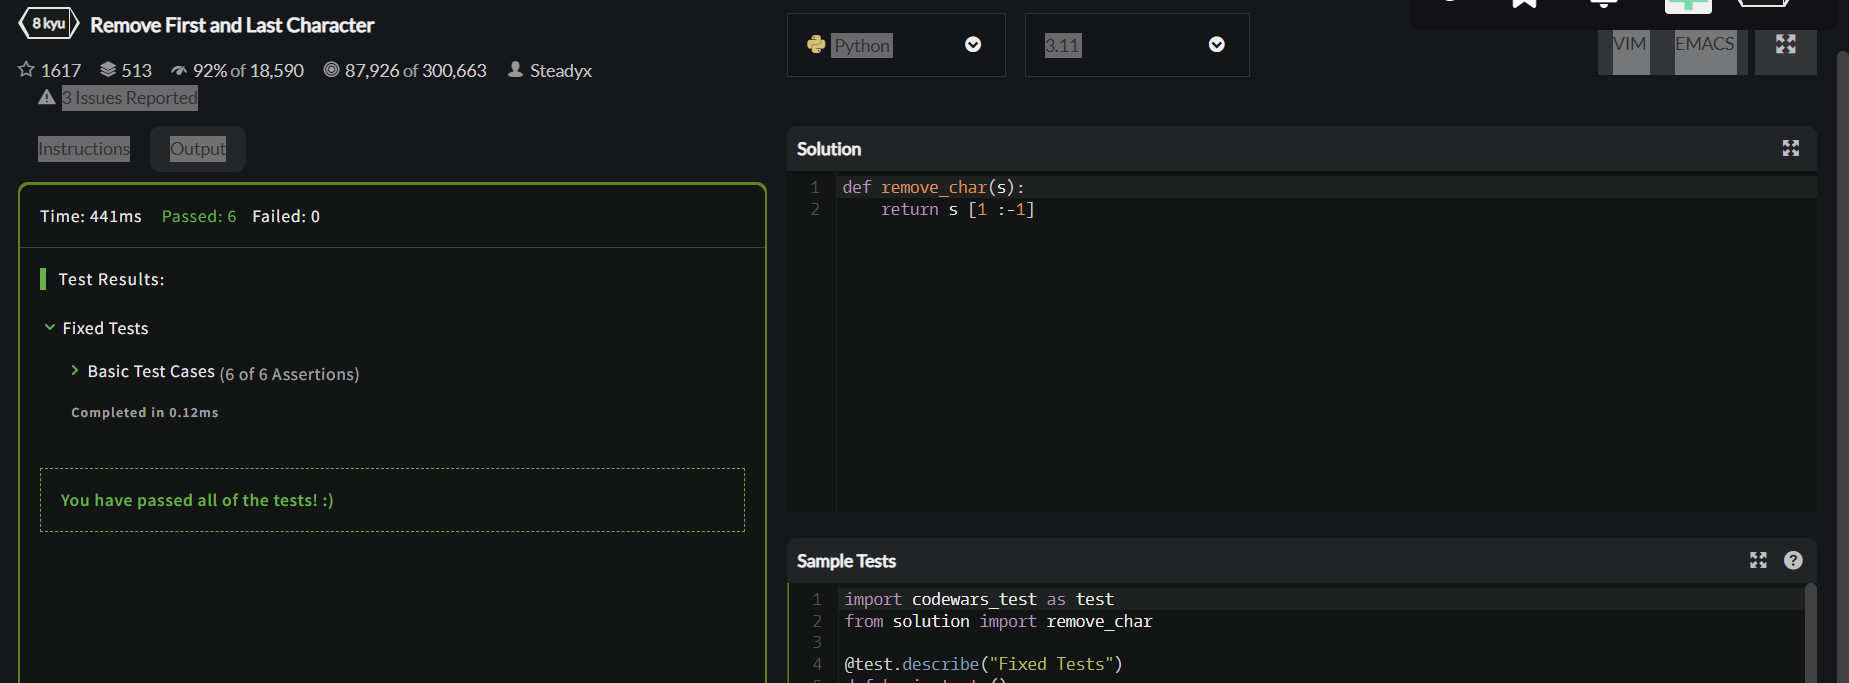 8 kyu Remove First and Last Character
1617 513 92% of 18,590 87,926 of 300,663 Steadyx
3 Issues Reported
Instructions Output
Time: 441ms Passed: 6 Failed: 0
Test Results:
Fixed Tests
Basic Test Cases (6 of 6 Assertions)
Completed in 0.12ms
You have passed all of the tests! :)
Python 3.11 VIM EMACS
Solution
1 def remove_char(s):
2     return s [1 :-1]
Sample Tests ?
1 import codewars_test as test
2 from solution import remove_char
3
4 @test.describe("Fixed Tests")